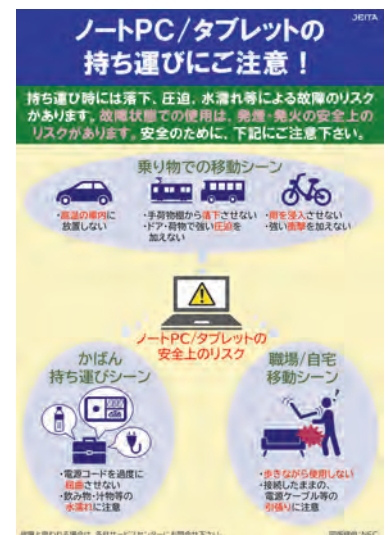 JEITA
ノートPC/タブレットの
持ち運びにご注意！
持ち運び時には落下、圧迫、水濡れ等による故障のリスク
があります。故障状態での使用は、発煙・発火の安全上の
リスクがあります。安全のために、下記にご注意下さい。
乗り物での移動シーン
・高温の車内に
放置しない
・手荷物棚から落下させない
・ドア・荷物で強い圧迫を
加えない
・雨を浸入させない
・強い衝撃を加えない
ノートPC/タブレットの
安全上のリスク
かばん
持ち運びシーン
・電源コードを過度に
屈曲させない
・飲み物・汁物等の
水濡れに注意
職場/自宅
移動シーン
・歩きながら使用しない
・接続したままの、
電源ケーブル等の
引張りに注意